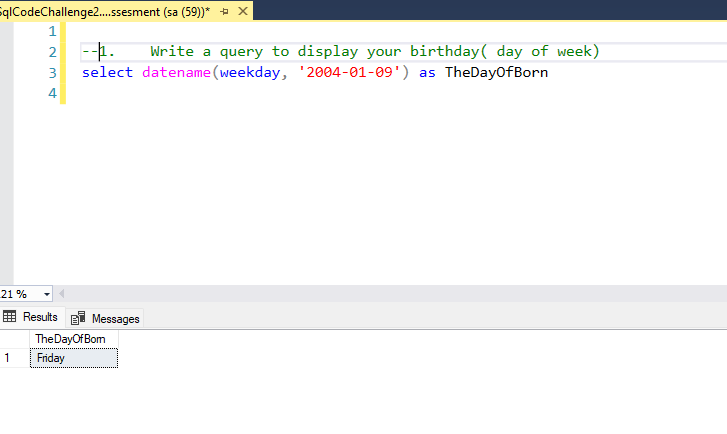 SqlCodeChallenge2....ssesment (sa (59))*
1
2 --1. Write a query to display your birthday( day of week)
3 select datename(weekday, '2004-01-09') as TheDayOfBorn
4
21 %
Results Messages
TheDayOfBorn
1 Friday